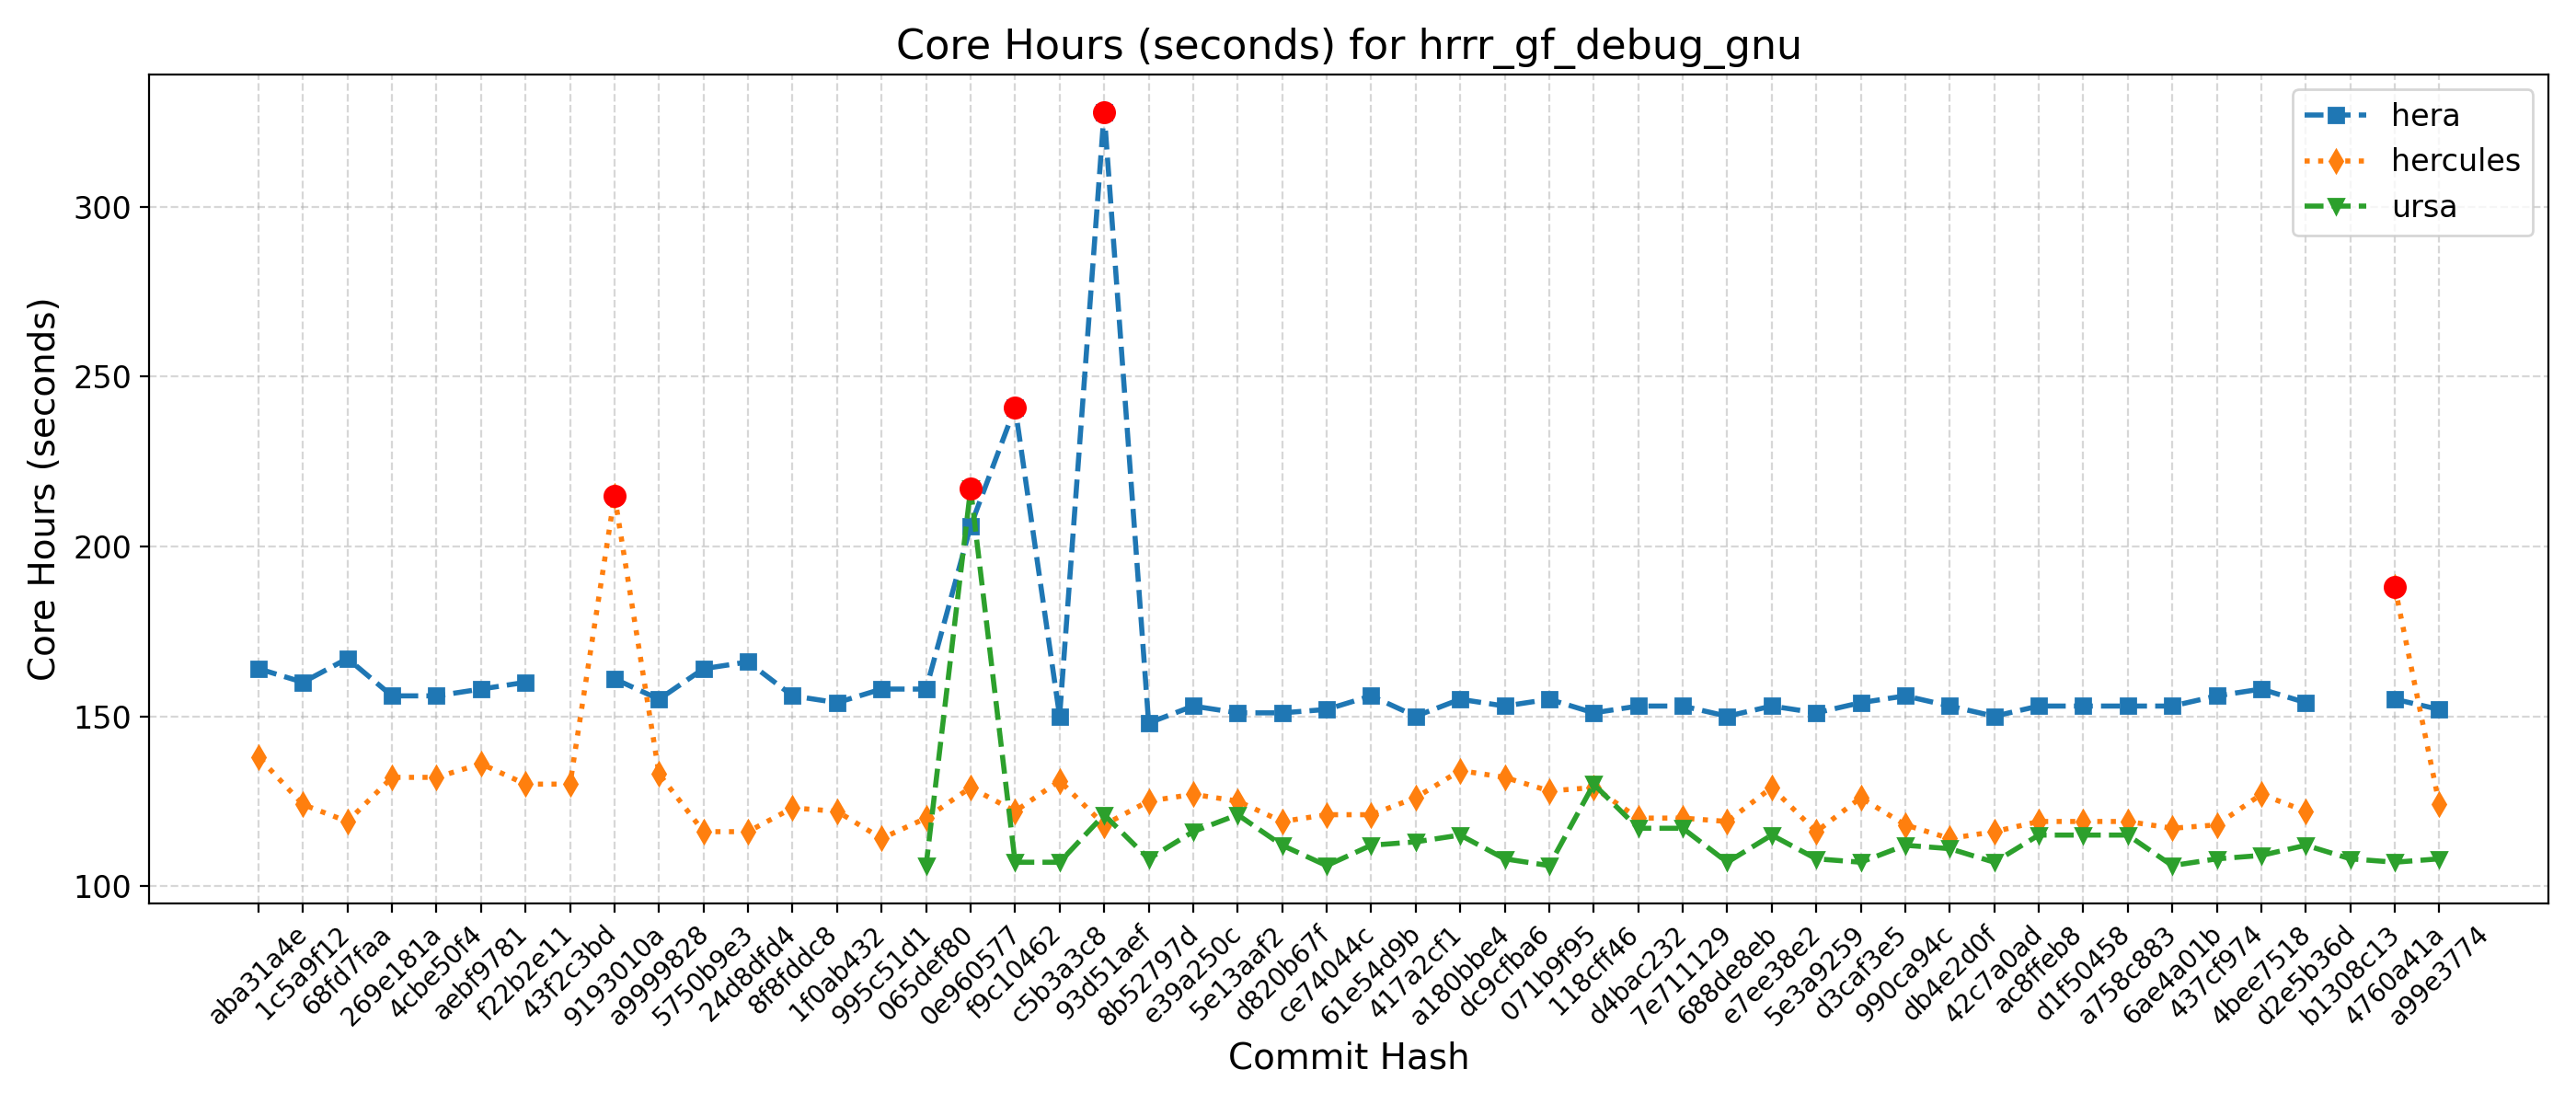 Core Hours (seconds) for hrrr_gf_debug_gnu
hera
hercules
ursa
Core Hours (seconds)
300
250
200
150
100
aba31a4e
1c5a9f12
68fd7faa
269e181a
4cbe50f4
aebf9781
f22b2e11
43f2c3bd
9193010a
a9999828
5750b9e3
24d8dfd4
8f8fddc8
1f0ab432
995c51d1
065def80
0e960577
f9c10462
c5b3a3c8
93d51aef
8b52797d
e39a250c
5e13aaf2
d820b67f
ce74044c
61e54d9b
417a2cf1
a180bbe4
dc9cfba6
071b9f95
118cff46
d4bac232
7e711129
688de8eb
e7ee38e2
5e3a9259
d3caf3e5
990ca94c
db4e2d0f
42c7a0ad
ac8ffeb8
d1f50458
a758c883
6ae4a01b
437cf974
4bee7518
d2e5b36d
b1308c13
4760a41a
a99e3774
Commit Hash